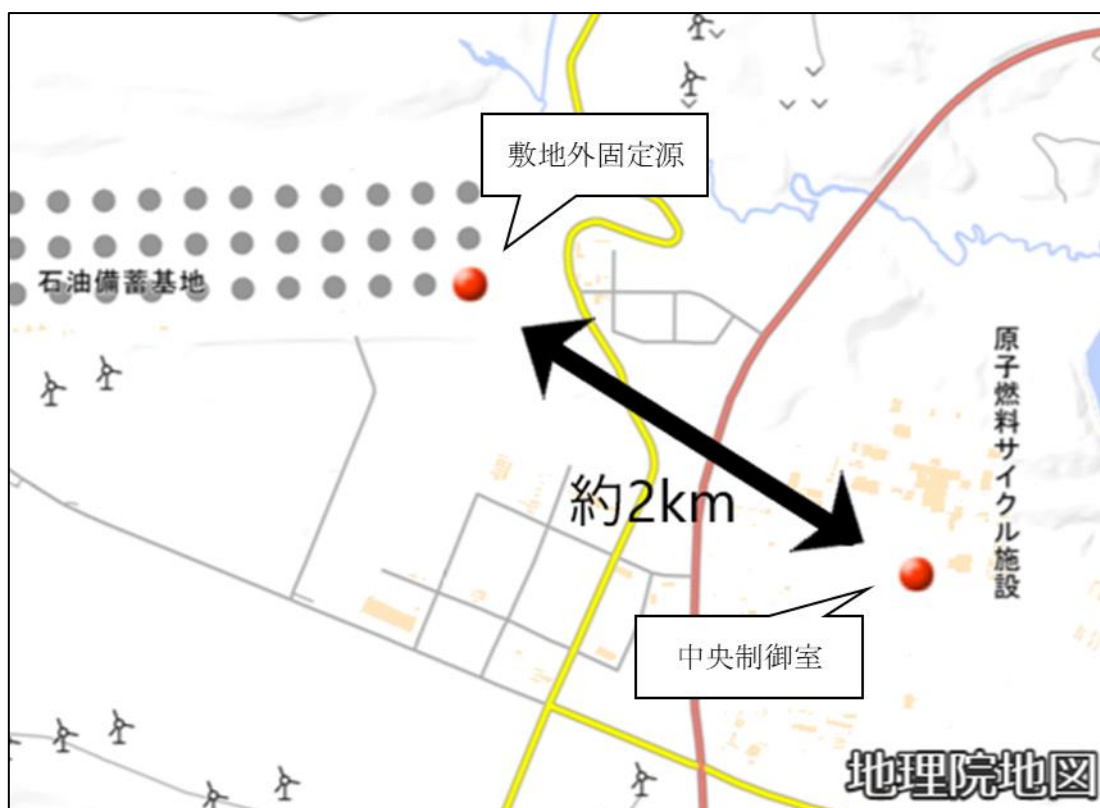 敷地外固定源
石油備蓄基地
原子燃料サイクル施設
約2km
中央制御室
地理院地図